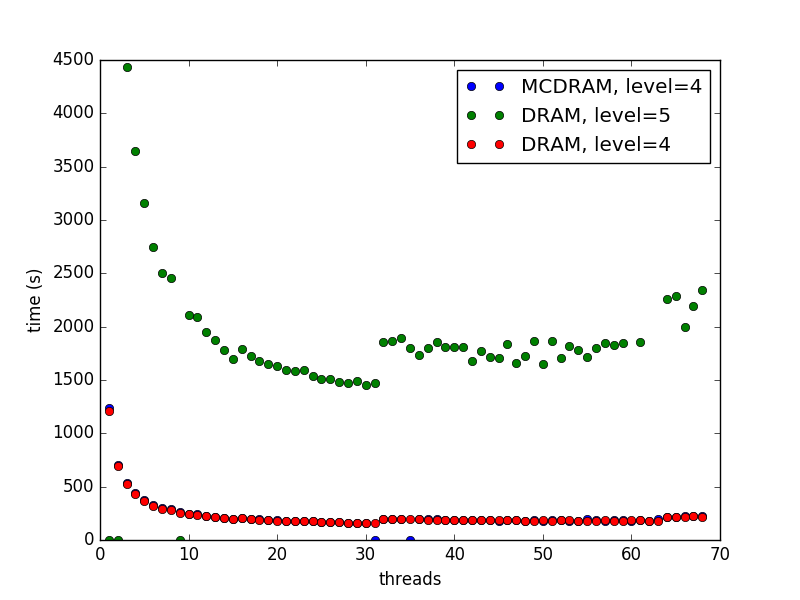 4500
4000
3500
3000
2500
2000
1500
1000
500
0
time (s)
MCDRAM, level=4
DRAM, level=5
DRAM, level=4
0 10 20 30 40 50 60 70
threads